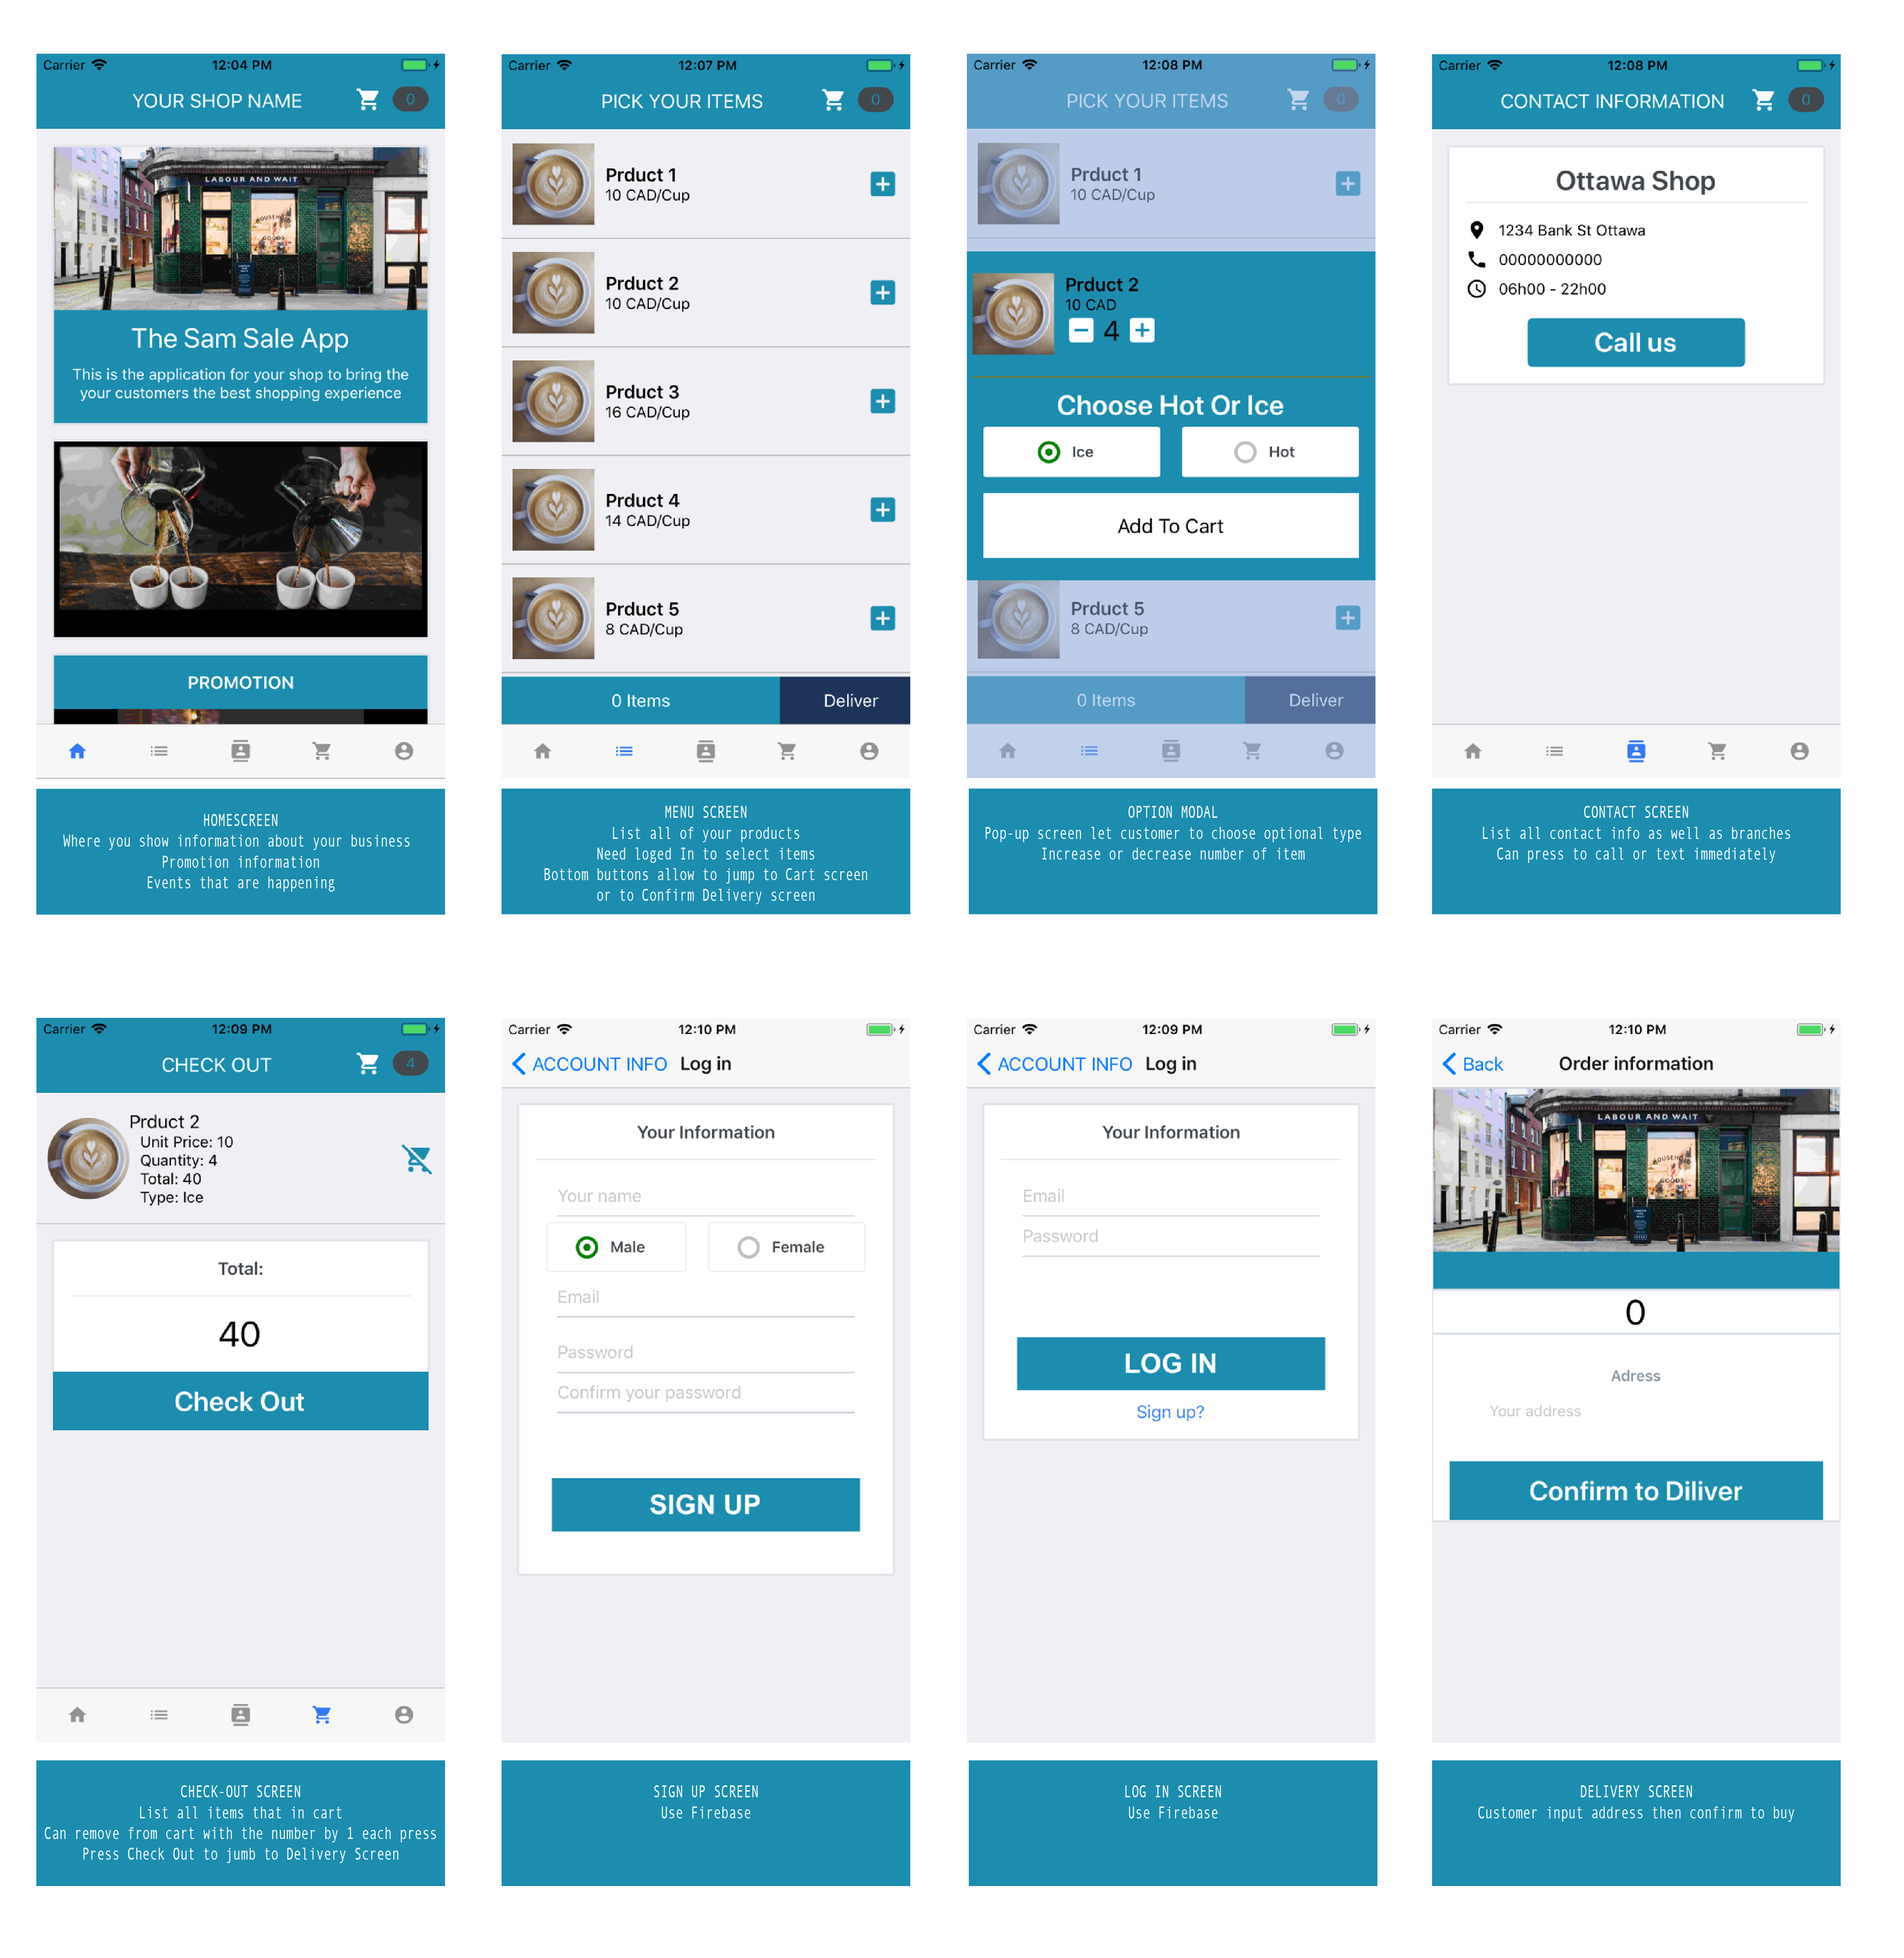 Carrier 12:04 PM
YOUR SHOP NAME 0
LABOUR AND WAIT
HOUSEHOLD
GOODS
The Sam Sale App
This is the application for your shop to bring the
your customers the best shopping experience
PROMOTION
HOMESCREEN
Where you show information about your business
Promotion information
Events that are happening
Carrier 12:07 PM
PICK YOUR ITEMS 0
Prduct 1
10 CAD/Cup
Prduct 2
10 CAD/Cup
Prduct 3
16 CAD/Cup
Prduct 4
14 CAD/Cup
Prduct 5
8 CAD/Cup
0 Items Deliver
MENU SCREEN
List all of your products
Need loged In to select items
Bottom buttons allow to jump to Cart screen
or to Confirm Delivery screen
Carrier 12:08 PM
PICK YOUR ITEMS 0
Prduct 1
10 CAD/Cup
Prduct 2
10 CAD
4
Choose Hot Or Ice
Ice Hot
Add To Cart
Prduct 5
8 CAD/Cup
0 Items Deliver
OPTION MODAL
Pop-up screen let customer to choose optional type
Increase or decrease number of item
Carrier 12:08 PM
CONTACT INFORMATION 0
Ottawa Shop
1234 Bank St Ottawa
00000000000
06h00 - 22h00
Call us
CONTACT SCREEN
List all contact info as well as branches
Can press to call or text immediately
Carrier 12:09 PM
CHECK OUT 4
Prduct 2
Unit Price: 10
Quantity: 4
Total: 40
Type: Ice
Total:
40
Check Out
CHECK-OUT SCREEN
List all items that in cart
Can remove from cart with the number by 1 each press
Press Check Out to jumb to Delivery Screen
Carrier 12:10 PM
ACCOUNT INFO Log in
Your Information
Your name
Male Female
Email
Password
Confirm your password
SIGN UP
SIGN UP SCREEN
Use Firebase
Carrier 12:09 PM
ACCOUNT INFO Log in
Your Information
Email
Password
LOG IN
Sign up?
LOG IN SCREEN
Use Firebase
Carrier 12:10 PM
Back Order information
LABOUR AND WAIT
HOUSEHOLD
GOODS
0
Adress
Your address
Confirm to Diliver
DELIVERY SCREEN
Customer input address then confirm to buy